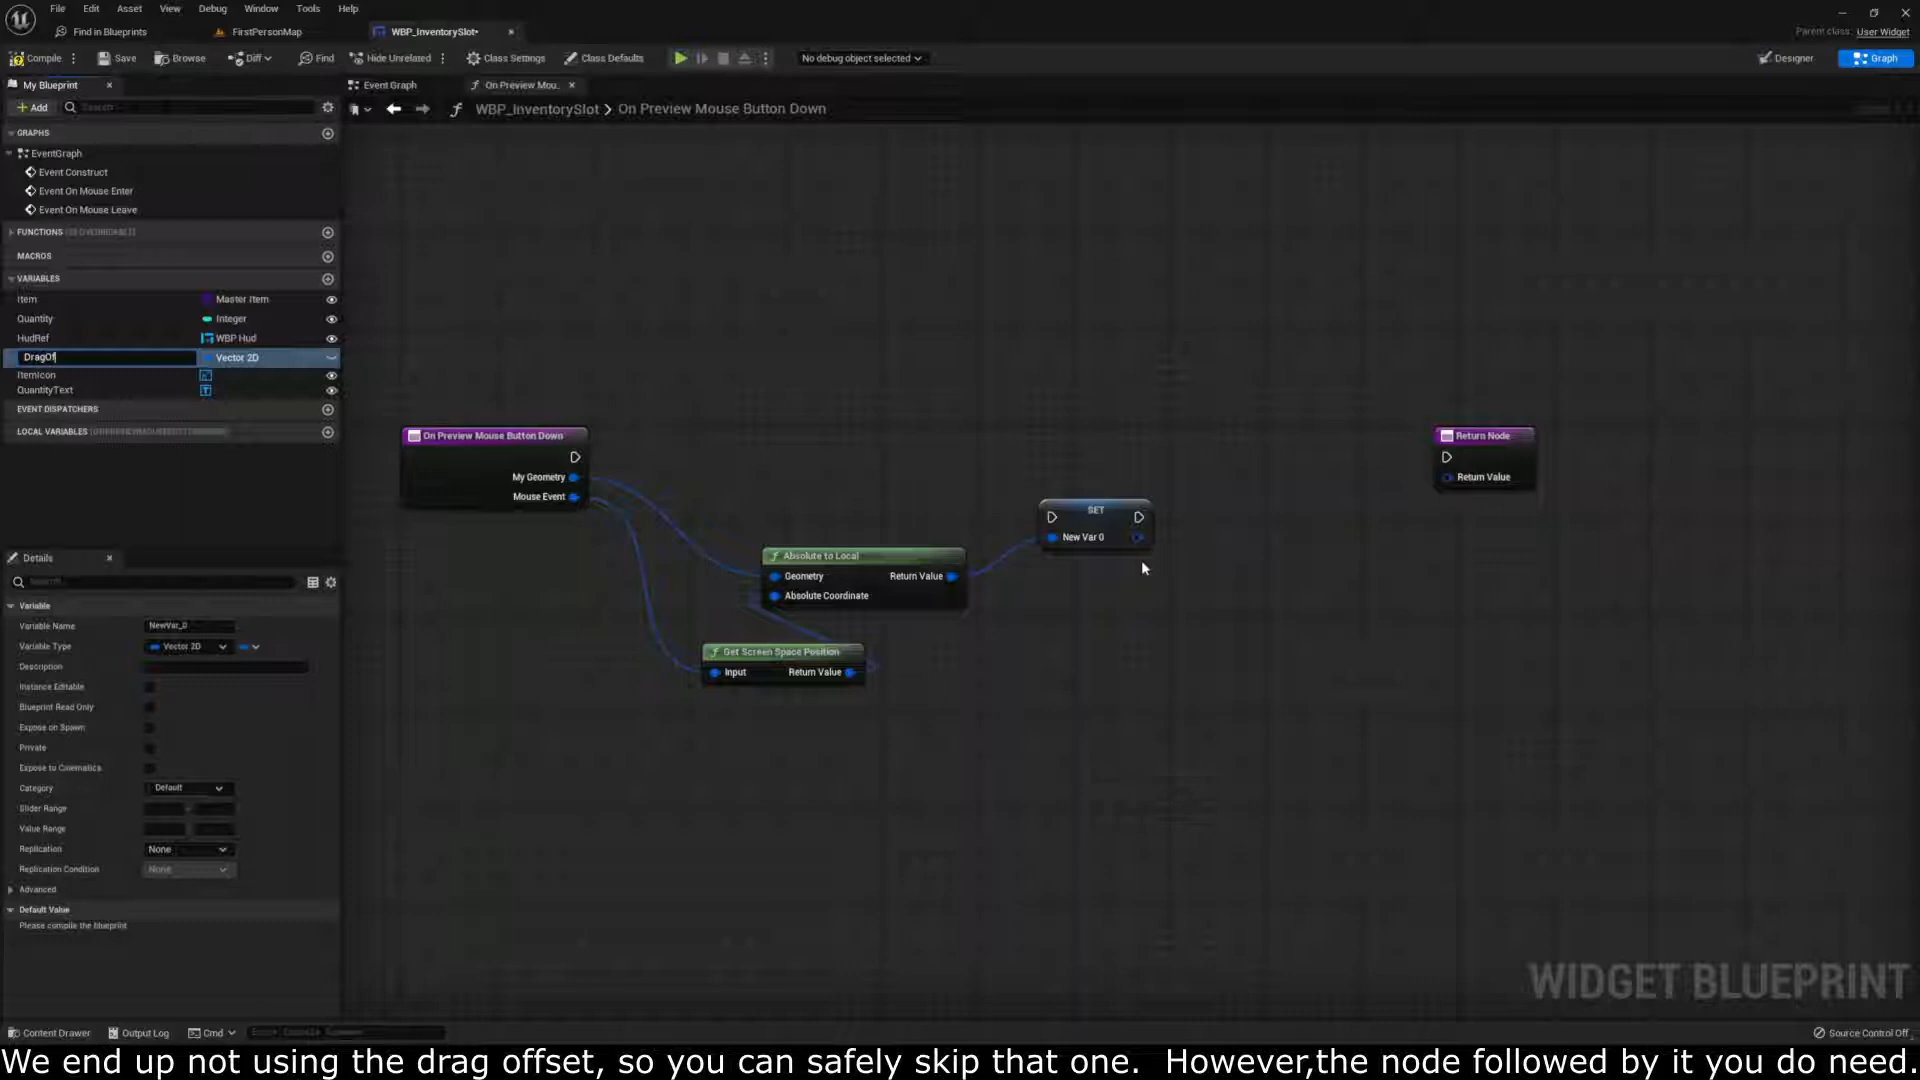 File Edit Asset View Debug Window Tools Help
Find in Blueprints FirstPersonMap WBP_InventorySlot•
Parent class: User Widget
Compile Save Browse Diff Find Hide Unrelated Class Settings Class Defaults No debug object selected Designer Graph
My Blueprint Event Graph On Preview Mou..
Add Search WBP_InventorySlot > On Preview Mouse Button Down
GRAPHS
EventGraph
Event Construct
Event On Mouse Enter
Event On Mouse Leave
FUNCTIONS
MACROS
VARIABLES
Item Master Item
Quantity Integer
HudRef WBP Hud
DragOf Vector 2D
ItemIcon
QuantityText
EVENT DISPATCHERS
LOCAL VARIABLES
On Preview Mouse Button Down
My Geometry
Mouse Event
Absolute to Local
Geometry Return Value
Absolute Coordinate
Get Screen Space Position
Input Return Value
SET
New Var 0
Return Node
Return Value
Details
Search
Variable
Variable Name NewVar_0
Variable Type Vector 2D
Description
Instance Editable
Blueprint Read Only
Expose on Spawn
Private
Expose to Cinematics
Category Default
Slider Range
Value Range
Replication None
Replication Condition None
Advanced
Default Value
Please compile the blueprint
WIDGET BLUEPRINT
Content Drawer Output Log Cmd Enter Console Command Source Control Off
We end up not using the drag offset, so you can safely skip that one. However,the node followed by it you do need.